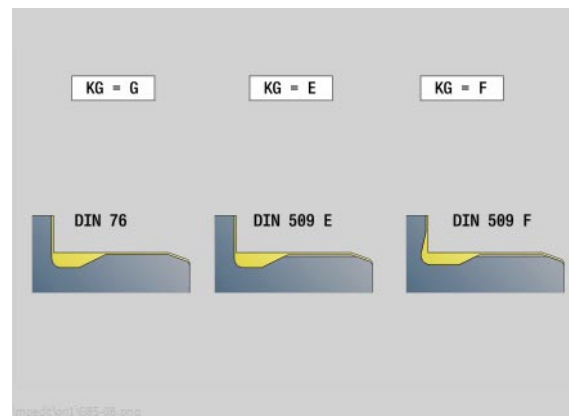 KG = G
KG = E
KG = F
DIN 76
DIN 509 E
DIN 509 F